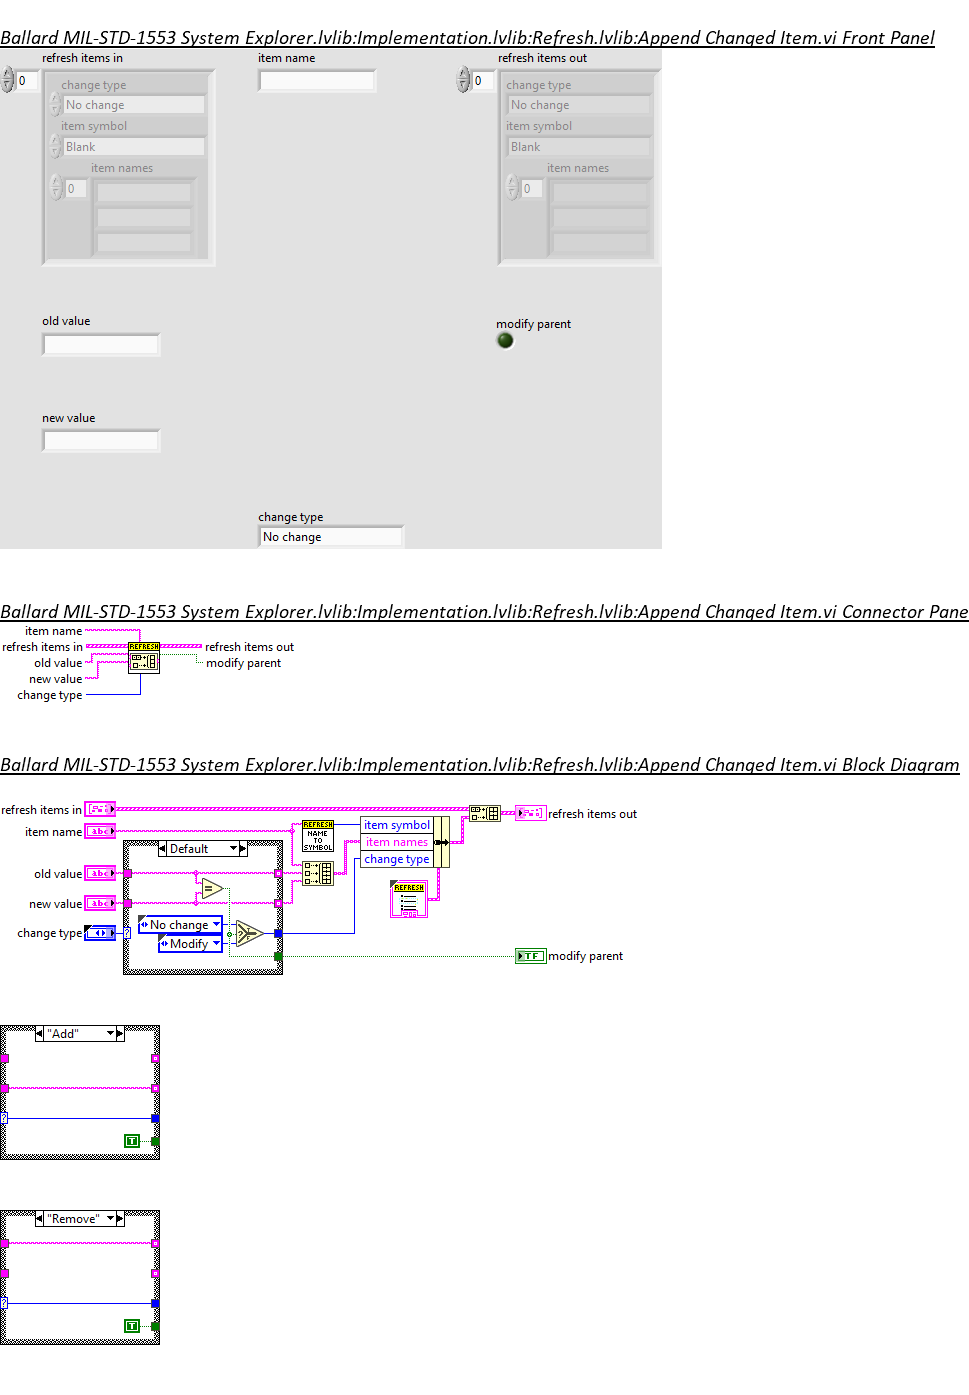 Ballard MIL-STD-1553 System Explorer.lvlib:Implementation.lvlib:Refresh.lvlib:Append Changed Item.vi Front Panel
refresh items in
item name
refresh items out
0
0
change type
change type
No change
No change
item symbol
item symbol
Blank
Blank
item names
item names
0
0
old value
modify parent
new value
change type
No change
Ballard MIL-STD-1553 System Explorer.lvlib:Implementation.lvlib:Refresh.lvlib:Append Changed Item.vi Connector Pane
item name
refresh items in
REFRESH
refresh items out
old value
modify parent
new value
change type
Ballard MIL-STD-1553 System Explorer.lvlib:Implementation.lvlib:Refresh.lvlib:Append Changed Item.vi Block Diagram
refresh items in
refresh items out
item name
abc
REFRESH
NAME
TO
SYMBOL
item symbol
item names
change type
Default
old value
abc
=
new value
abc
REFRESH
No change
change type
?
Modify
?
T
F
TF
modify parent
"Add"
?
T
"Remove"
?
T